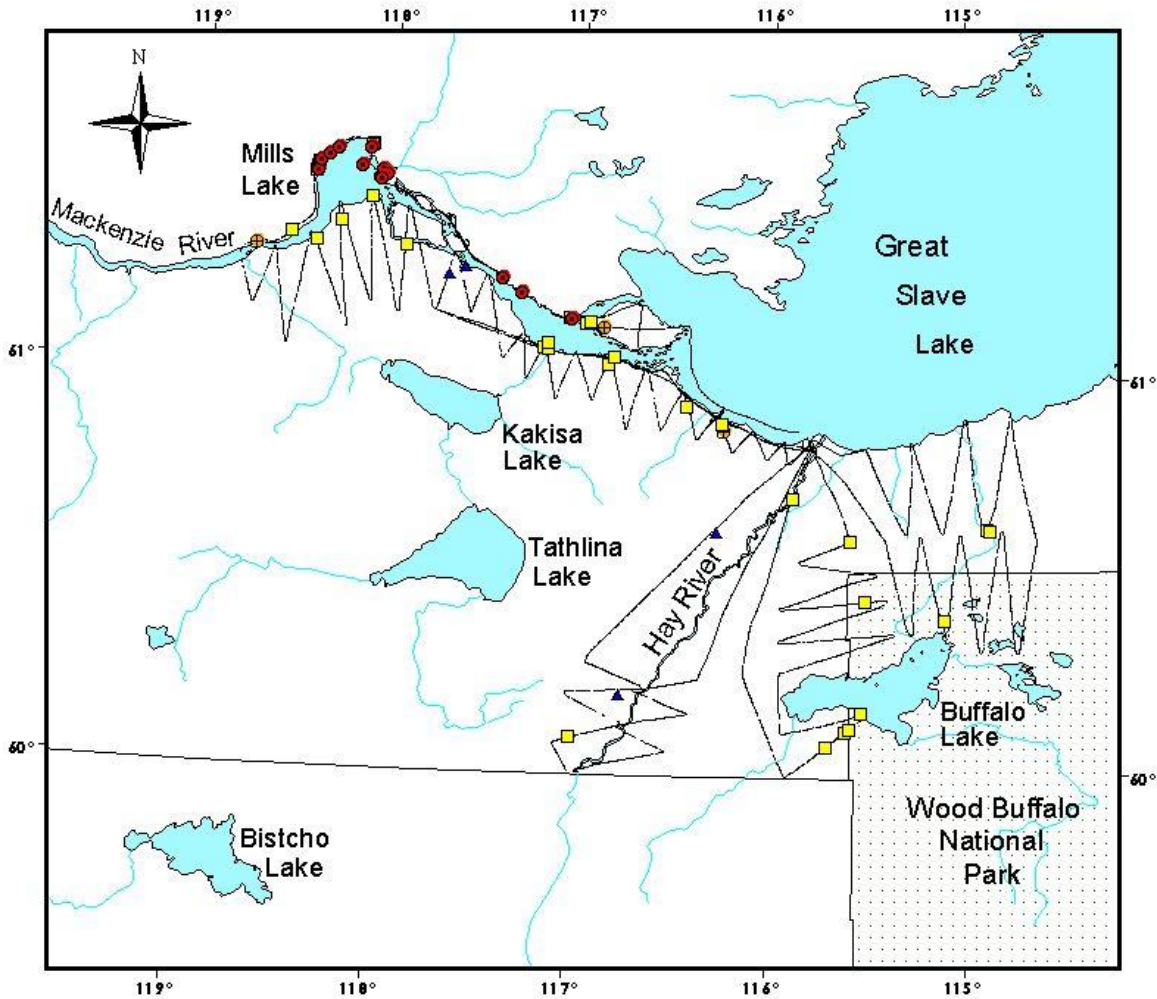 119° 118° 117° 116° 115°
N
Mills
Lake
Mackenzie River
Great
Slave
Lake
61° 61°
Kakisa
Lake
Tathlina
Lake
Hay River
Buffalo
Lake
60° 60°
Wood Buffalo
National
Park
Bistcho
Lake
119° 118° 117° 116° 115°